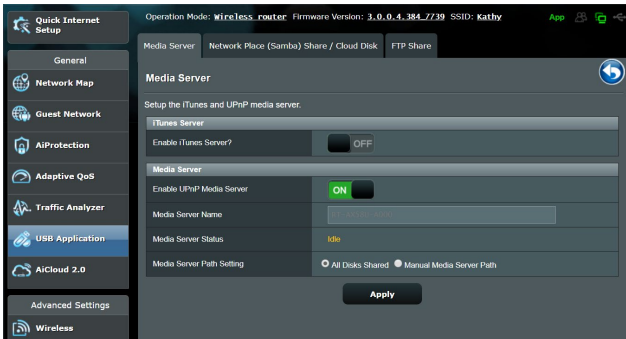 Operation Mode: Wireless router Firmware Version: 3.0.0.4.384_7739 SSID: Kathy App
Quick Internet
Setup
General
Network Map
Guest Network
AiProtection
Adaptive QoS
Traffic Analyzer
USB Application
AiCloud 2.0
Advanced Settings
Wireless
Media Server Network Place (Samba) Share / Cloud Disk FTP Share
Media Server
Setup the iTunes and UPnP media server.
iTunes Server
Enable iTunes Server? OFF
Media Server
Enable UPnP Media Server ON
Media Server Name
Media Server Status Idle
Media Server Path Setting All Disks Shared Manual Media Server Path
Apply